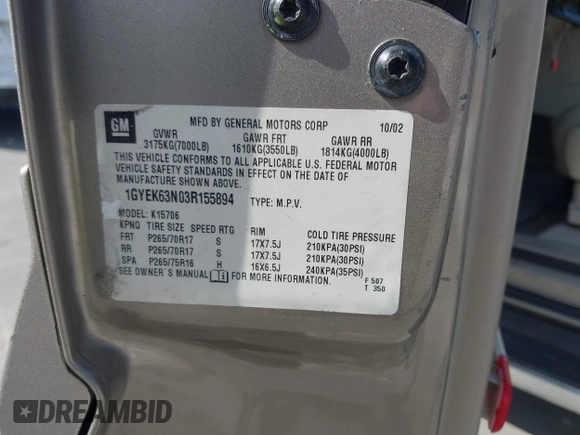 GM
MFD BY GENERAL MOTORS CORP 10/02
GVWR GAWR FRT GAWR RR
3175KG(7000LB) 1610KG(3550LB) 1814KG(4000LB)
THIS VEHICLE CONFORMS TO ALL APPLICABLE U.S. FEDERAL MOTOR
VEHICLE SAFETY STANDARDS IN EFFECT ON THE DATE OF
MANUFACTURE SHOWN ABOVE.
1GYEK63N03R155894 TYPE: M.P.V.
MODEL: K15706
KPNQ TIRE SIZE SPEED RTG RIM COLD TIRE PRESSURE
FRT P265/70R17 S 17X7.5J 210KPA(30PSI)
RR P265/70R17 S 17X7.5J 210KPA(30PSI)
SPA P265/75R16 H 16X6.5J 240KPA(35PSI)
SEE OWNER'S MANUAL FOR MORE INFORMATION.
F 507
T 350
DREAMBID